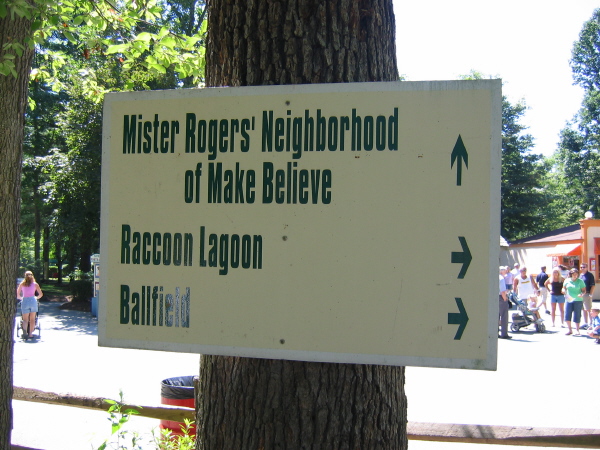 Mister Rogers' Neighborhood
of Make Believe
Raccoon Lagoon
Ballfield